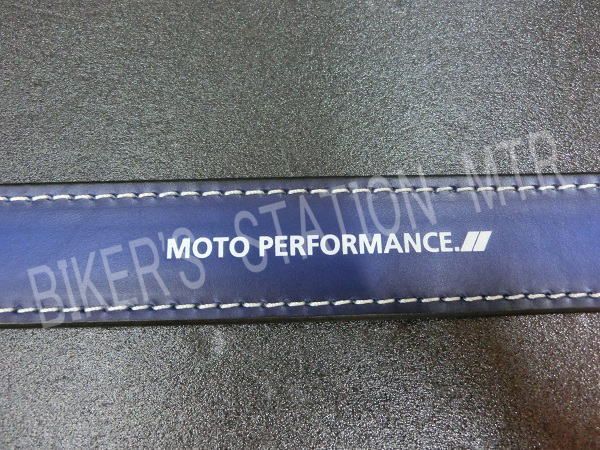 MOTO PERFORMANCE.
BIKER'S STATION MTR